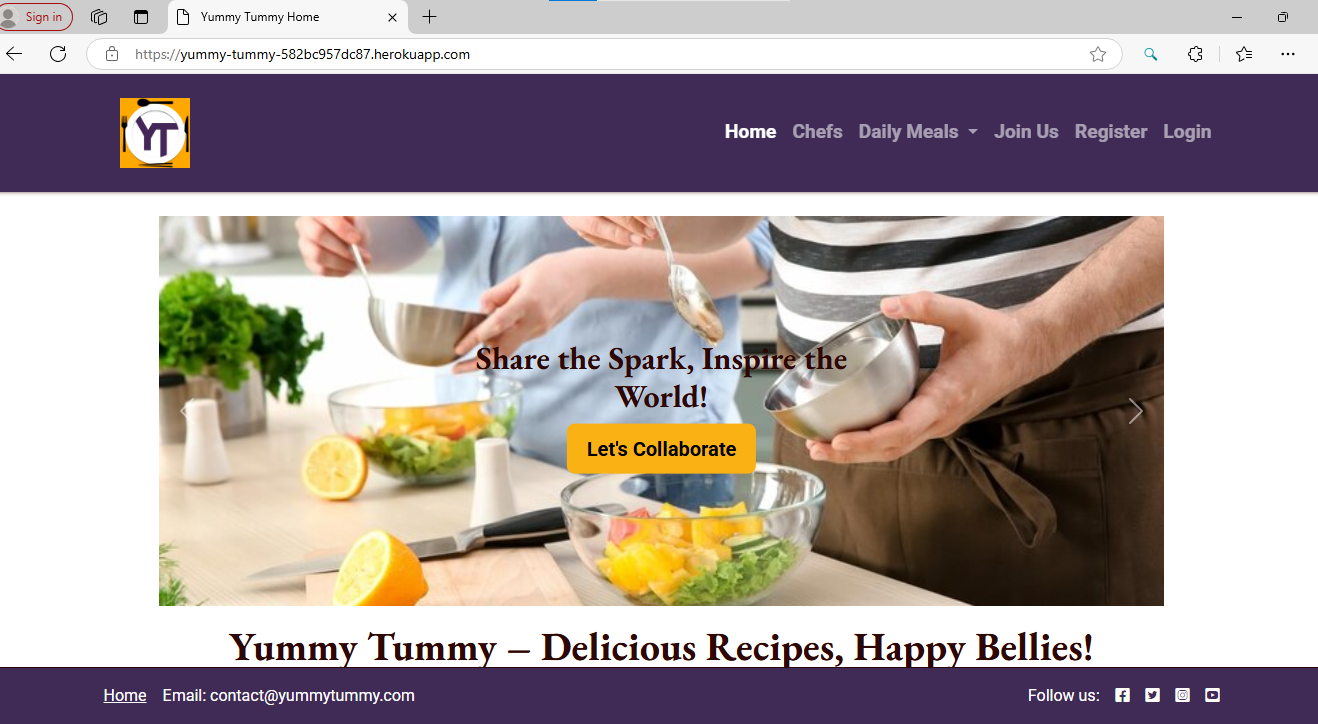 Sign in
Yummy Tummy Home
https://yummy-tummy-582bc957dc87.herokuapp.com
YT
Home Chefs Daily Meals Join Us Register Login
Share the Spark, Inspire the
World!
Let's Collaborate
Yummy Tummy – Delicious Recipes, Happy Bellies!
Home Email: contact@yummytummy.com Follow us: